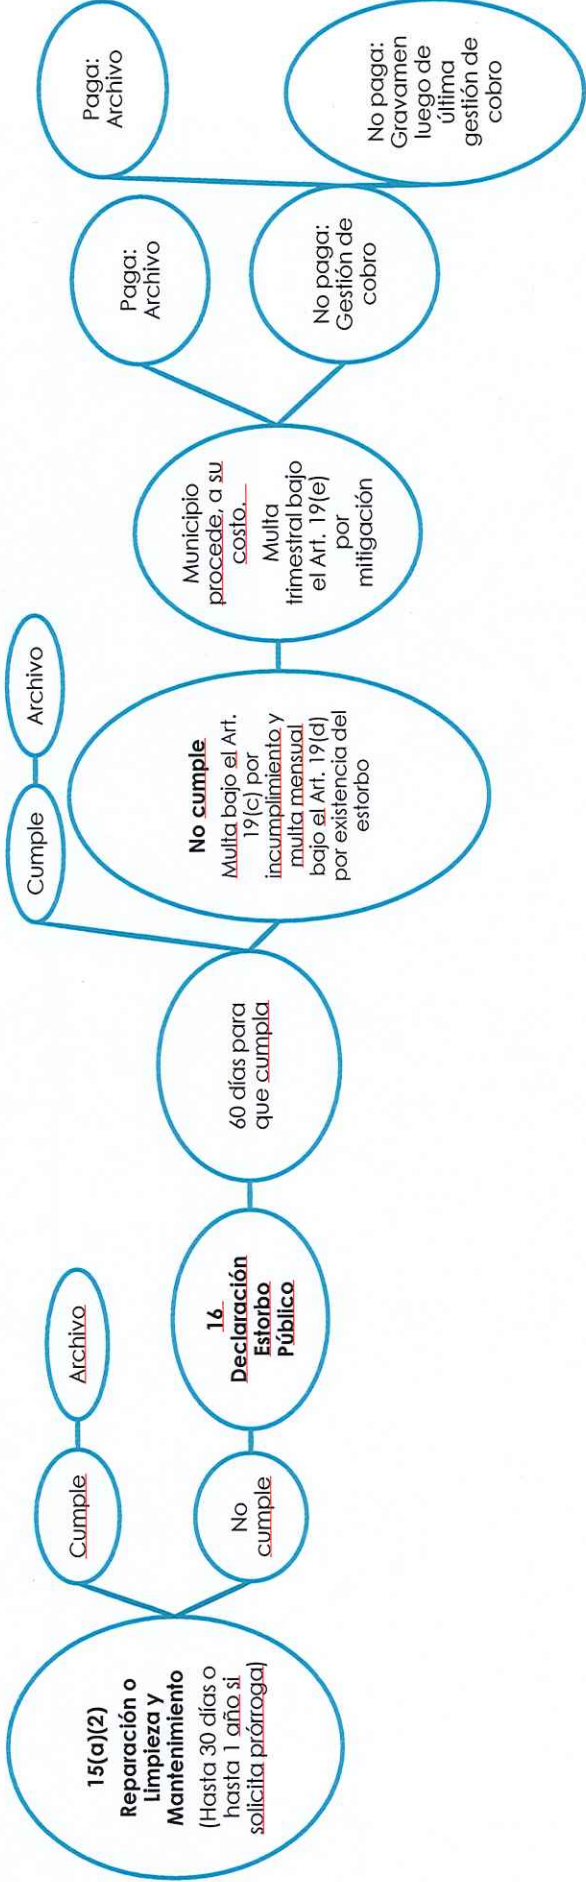 15(a)(2)
Reparación o
Limpieza y
Mantenimiento
(Hasta 30 días o
hasta 1 año si
solicita prórroga)
Cumple
Archivo
No
cumple
16
Declaración
Estorbo
Público
60 días para
que cumpla
Cumple
Archivo
No cumple
Multa bajo el Art.
19(c) por
incumplimiento y
multa mensual
bajo el Art. 19(d)
por existencia del
estorbo
Municipio
procede, a su
costo.
Multa
trimestral bajo
el Art. 19(e)
por
mitigación
Paga:
Archivo
No paga:
Gestión de
cobro
Paga:
Archivo
No paga:
Gravamen
luego de
última
gestión de
cobro